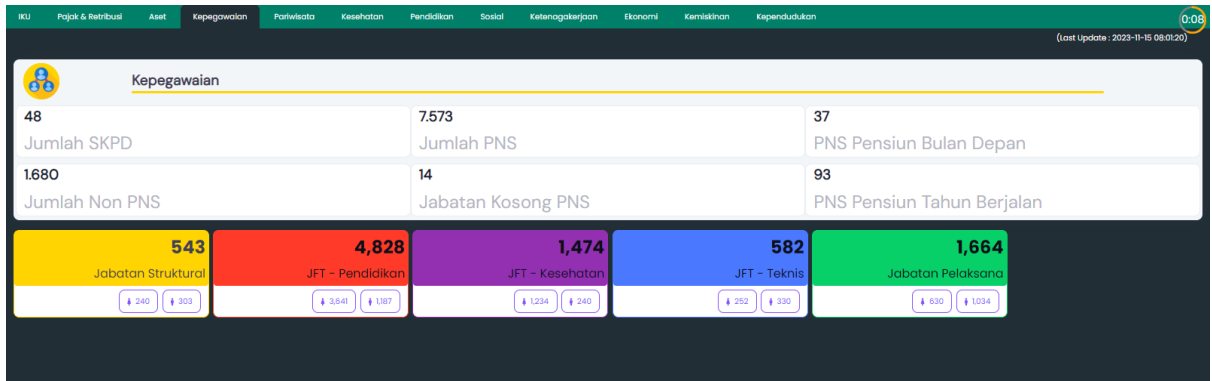 IKU Pajak & Retribusi Aset Kepegawaian Pariwisata Kesehatan Pendidikan Sosial Ketenagakerjaan Ekonomi Kemiskinan Kependudukan 0:08
(Last Update : 2023-11-15 08:01:20)
Kepegawaian
48 7.573 37
Jumlah SKPD Jumlah PNS PNS Pensiun Bulan Depan
1.680 14 93
Jumlah Non PNS Jabatan Kosong PNS PNS Pensiun Tahun Berjalan
543 4,828 1,474 582 1,664
Jabatan Struktural JFT - Pendidikan JFT - Kesehatan JFT - Teknis Jabatan Pelaksana
240 303 3,641 1,187 1,234 240 252 330 630 1,034